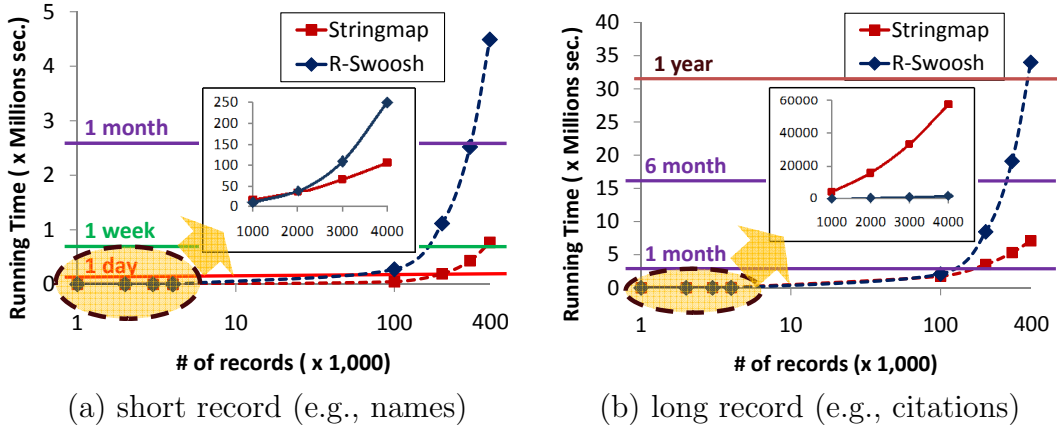 Running Time ( x Millions sec.)
5
4
3
2
1
0
Stringmap
R-Swoosh
1 month
1 week
1 day
250
200
150
100
50
0
1000 2000 3000 4000
1 10 100 400
# of records ( x 1,000)
(a) short record (e.g., names)
Running Time ( x Millions sec.)
40
35
30
25
20
15
10
5
0
Stringmap
R-Swoosh
1 year
6 month
1 month
60000
40000
20000
0
1000 2000 3000 4000
1 10 100 400
# of records ( x 1,000)
(b) long record (e.g., citations)